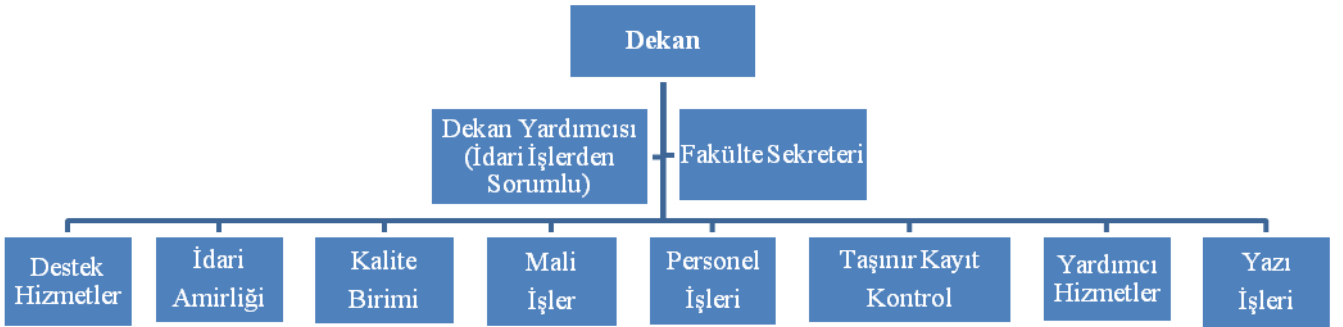 Dekan
Dekan Yardımcısı
(İdari İşlerden
Sorumlu)
Fakülte Sekreteri
Destek
Hizmetler
İdari
Amirliği
Kalite
Birimi
Mali
İşler
Personel
İşleri
Taşınır Kayıt
Kontrol
Yardımcı
Hizmetler
Yazı
İşleri